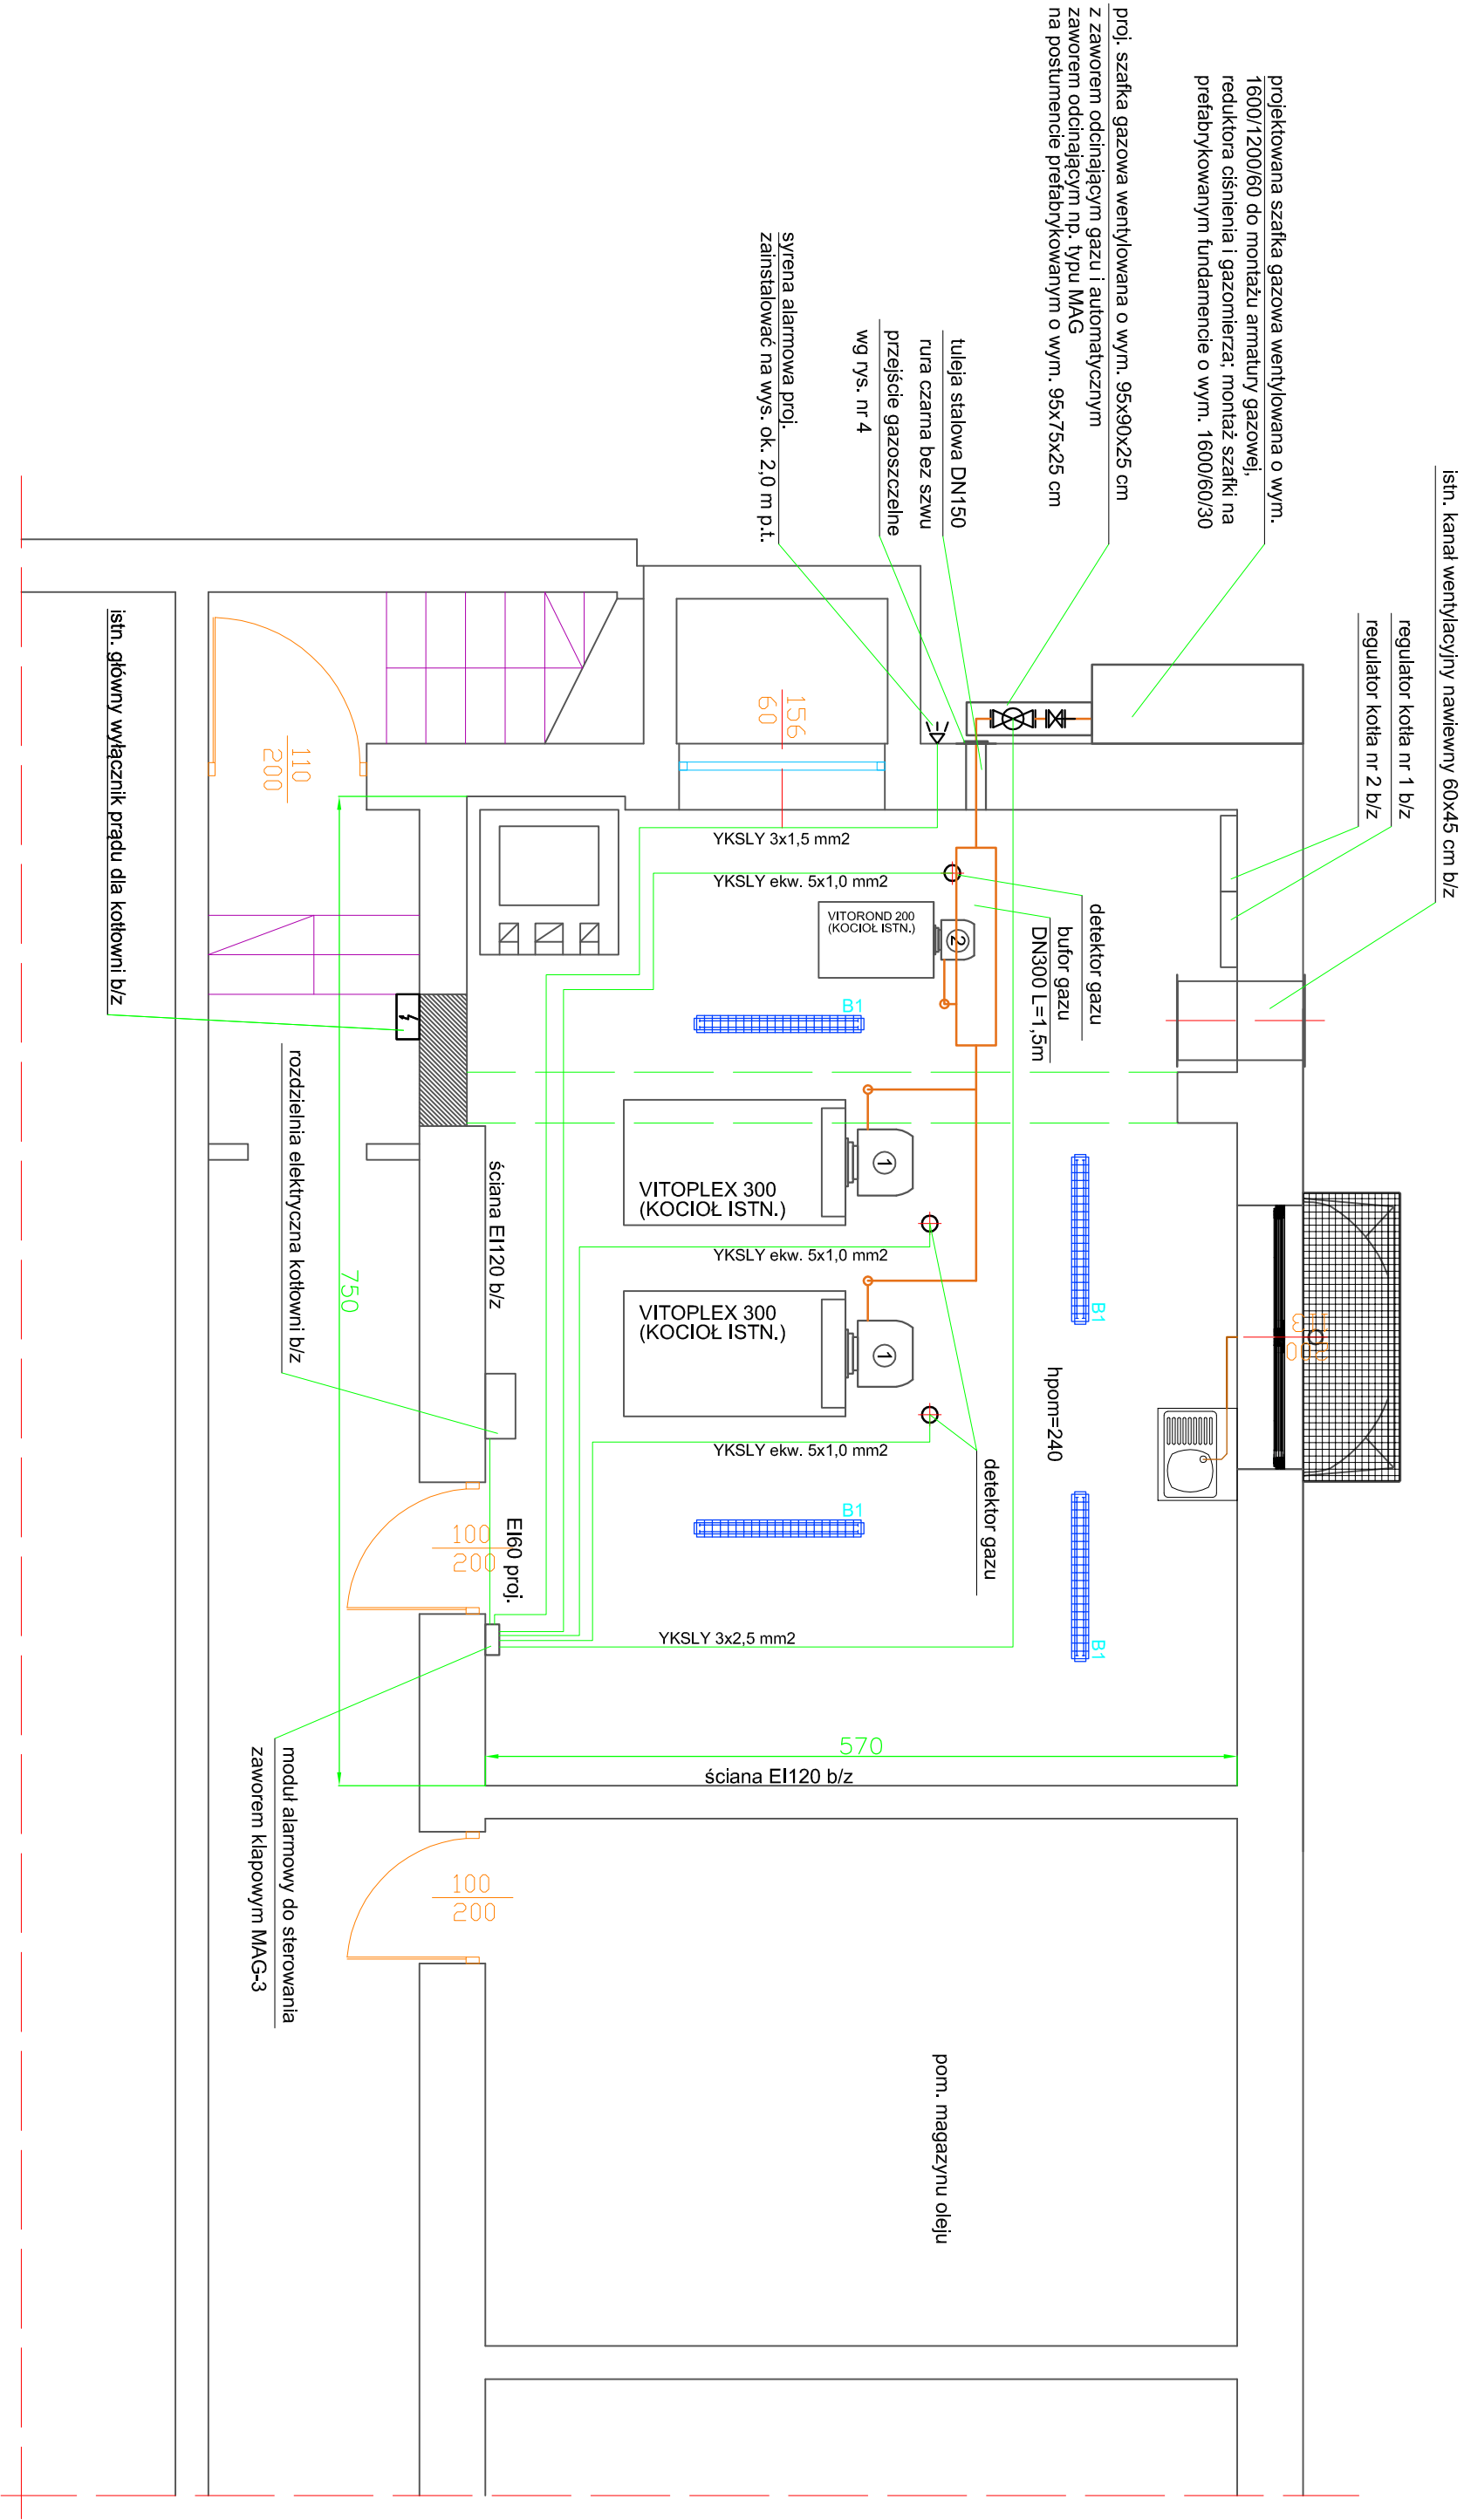 istn. kanał wentylacyjny nawiewny 60x45 cm b/z
regulator kotła nr 1 b/z
regulator kotła nr 2 b/z
projektowana szafka gazowa wentylowana o wym.
1600/1200/60 do montażu armatury gazowej,
reduktora ciśnienia i gazomierza; montaż szafki na
prefabrykowanym fundamencie o wym. 1600/60/30
proj. szafka gazowa wentylowana o wym. 95x90x25 cm
z zaworem odcinającym gazu i automatycznym
zaworem odcinającym np. typu MAG
na postumencie prefabrykowanym o wym. 95x75x25 cm
tuleja stalowa DN150
rura czarna bez szwu
przejście gazoszczelne
wg rys. nr 4
syrena alarmowa proj.
zainstalować na wys. ok. 2,0 m p.t.
156
60
110
200
YKSLY 3x1,5 mm2
YKSLY ekw. 5x1,0 mm2
VITOROND 200
(KOCIOŁ ISTN.)
2
detektor gazu
bufor gazu
DN300 L=1,5m
B1
istn. główny wyłącznik prądu dla kotłowni b/z
rozdzielnia elektryczna kotłowni b/z
ściana EI120 b/z
750
VITOPLEX 300
(KOCIOŁ ISTN.)
1
YKSLY ekw. 5x1,0 mm2
VITOPLEX 300
(KOCIOŁ ISTN.)
1
YKSLY ekw. 5x1,0 mm2
B1
113
200
hpom=240
detektor gazu
B1
B1
100
200
EI60 proj.
YKSLY 3x2,5 mm2
570
ściana EI120 b/z
moduł alarmowy do sterowania
zaworem klapowym MAG-3
100
200
pom. magazynu oleju